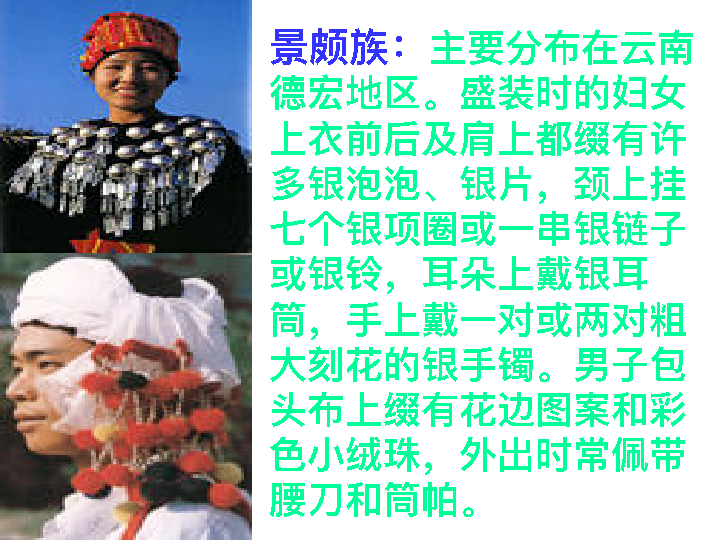 景颇族：主要分布在云南
德宏地区。盛装时的妇女
上衣前后及肩上都缀有许
多银泡泡、银片，颈上挂
七个银项圈或一串银链子
或银铃，耳朵上戴银耳
筒，手上戴一对或两对粗
大刻花的银手镯。男子包
头布上缀有花边图案和彩
色小绒珠，外出时常佩带
腰刀和筒帕。